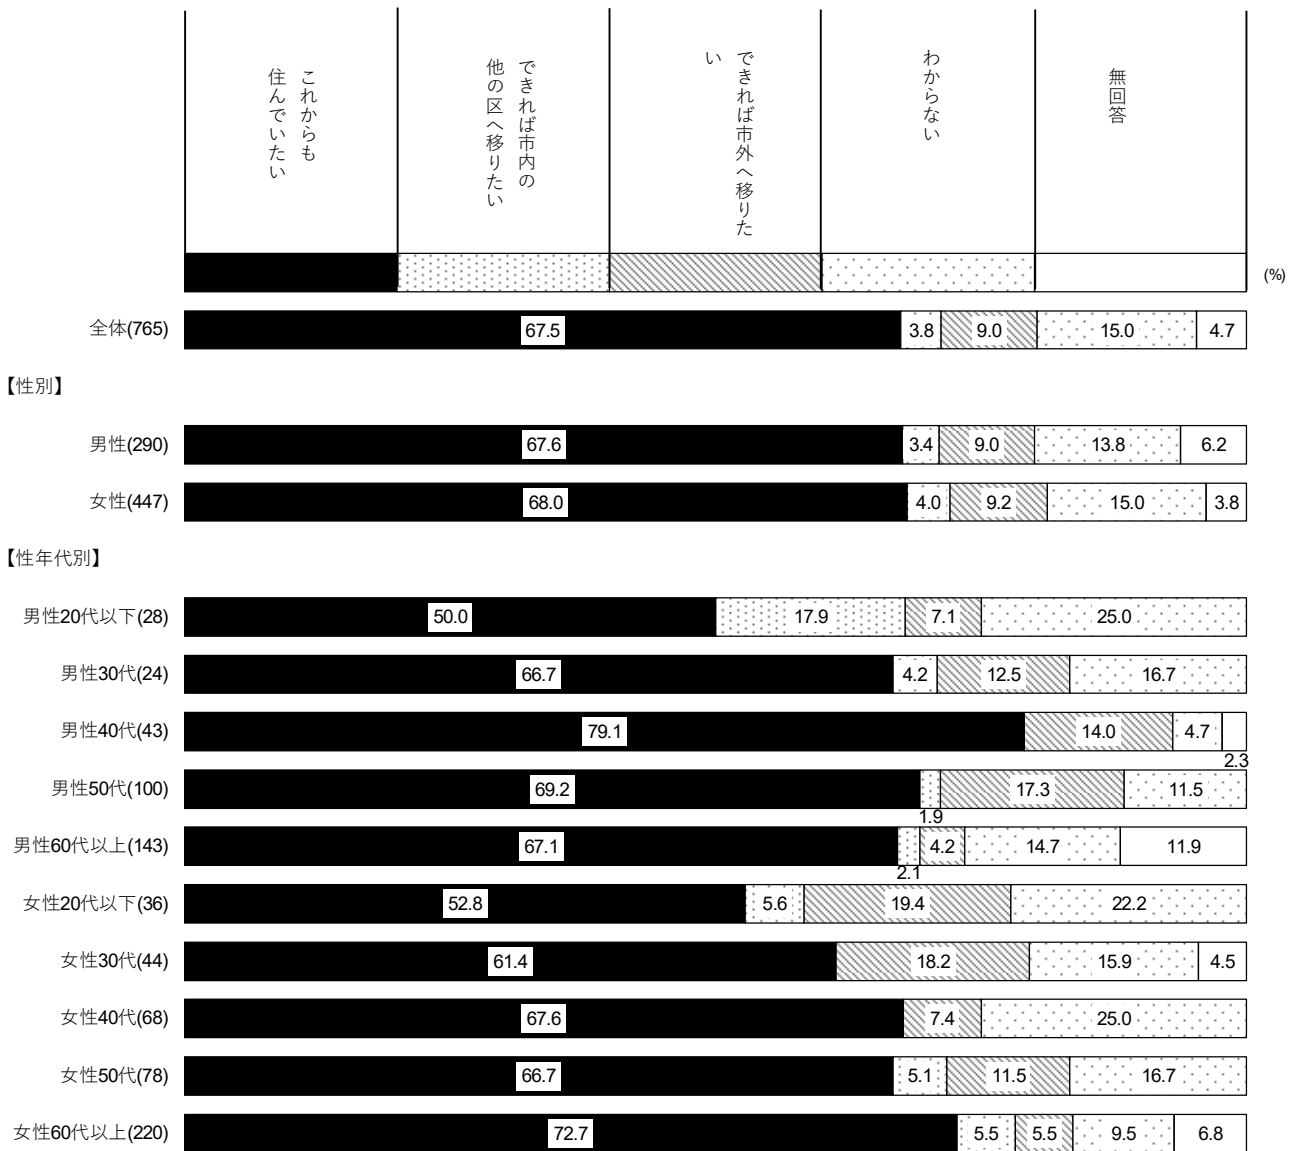 これからも
住んでいたい
できれば市内の
他の区へ移りたい
できれば市外へ移りた
い
わからない
無回答
(%)
全体(765) 67.5 3.8 9.0 15.0 4.7
【性別】
男性(290) 67.6 3.4 9.0 13.8 6.2
女性(447) 68.0 4.0 9.2 15.0 3.8
【性年代別】
男性20代以下(28) 50.0 17.9 7.1 25.0
男性30代(24) 66.7 4.2 12.5 16.7
男性40代(43) 79.1 14.0 4.7
2.3
男性50代(100) 69.2 17.3 11.5
1.9
男性60代以上(143) 67.1 4.2 14.7 11.9
2.1
女性20代以下(36) 52.8 5.6 19.4 22.2
女性30代(44) 61.4 18.2 15.9 4.5
女性40代(68) 67.6 7.4 25.0
女性50代(78) 66.7 5.1 11.5 16.7
女性60代以上(220) 72.7 5.5 5.5 9.5 6.8